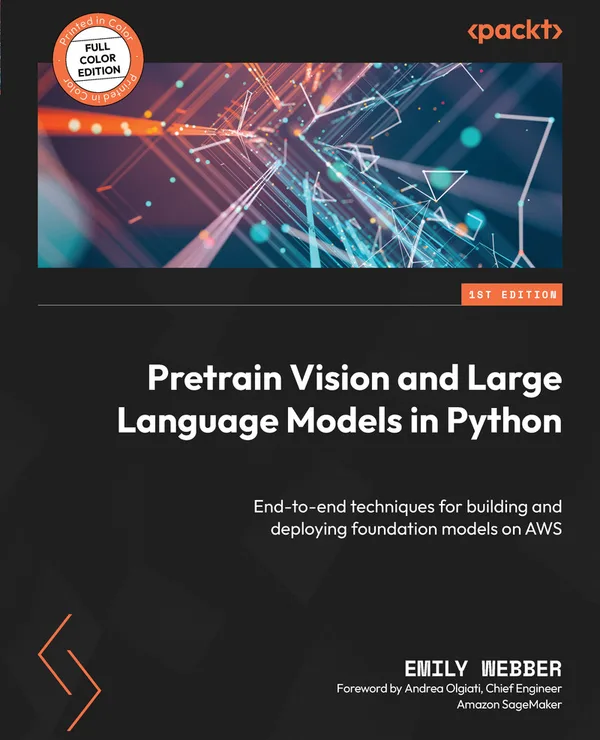 Printed in Color
FULL
COLOR
EDITION
Printed in Color
<packt>
1ST EDITION
Pretrain Vision and Large
Language Models in Python
End-to-end techniques for building and
deploying foundation models on AWS
EMILY WEBBER
Foreword by Andrea Olgiati, Chief Engineer
Amazon SageMaker